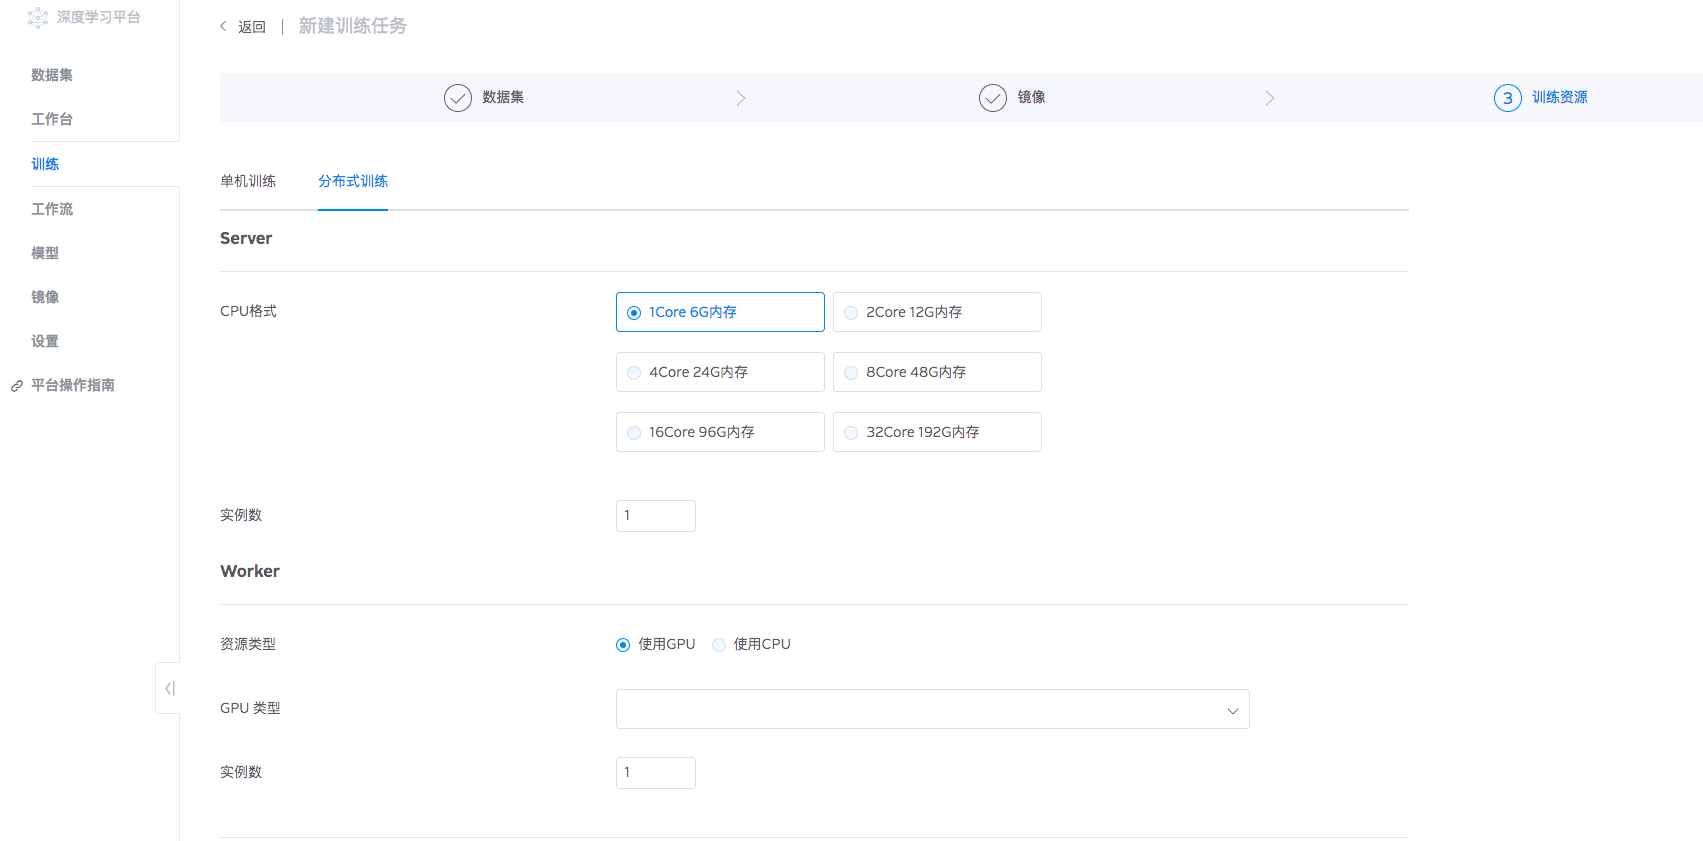 深度学习平台
返回
新建训练任务
数据集
工作台
训练
工作流
模型
镜像
设置
平台操作指南
数据集
镜像
3 训练资源
单机训练
分布式训练
Server
CPU格式
1Core 6G内存
2Core 12G内存
4Core 24G内存
8Core 48G内存
16Core 96G内存
32Core 192G内存
实例数
1
Worker
资源类型
使用GPU
使用CPU
GPU 类型
实例数
1